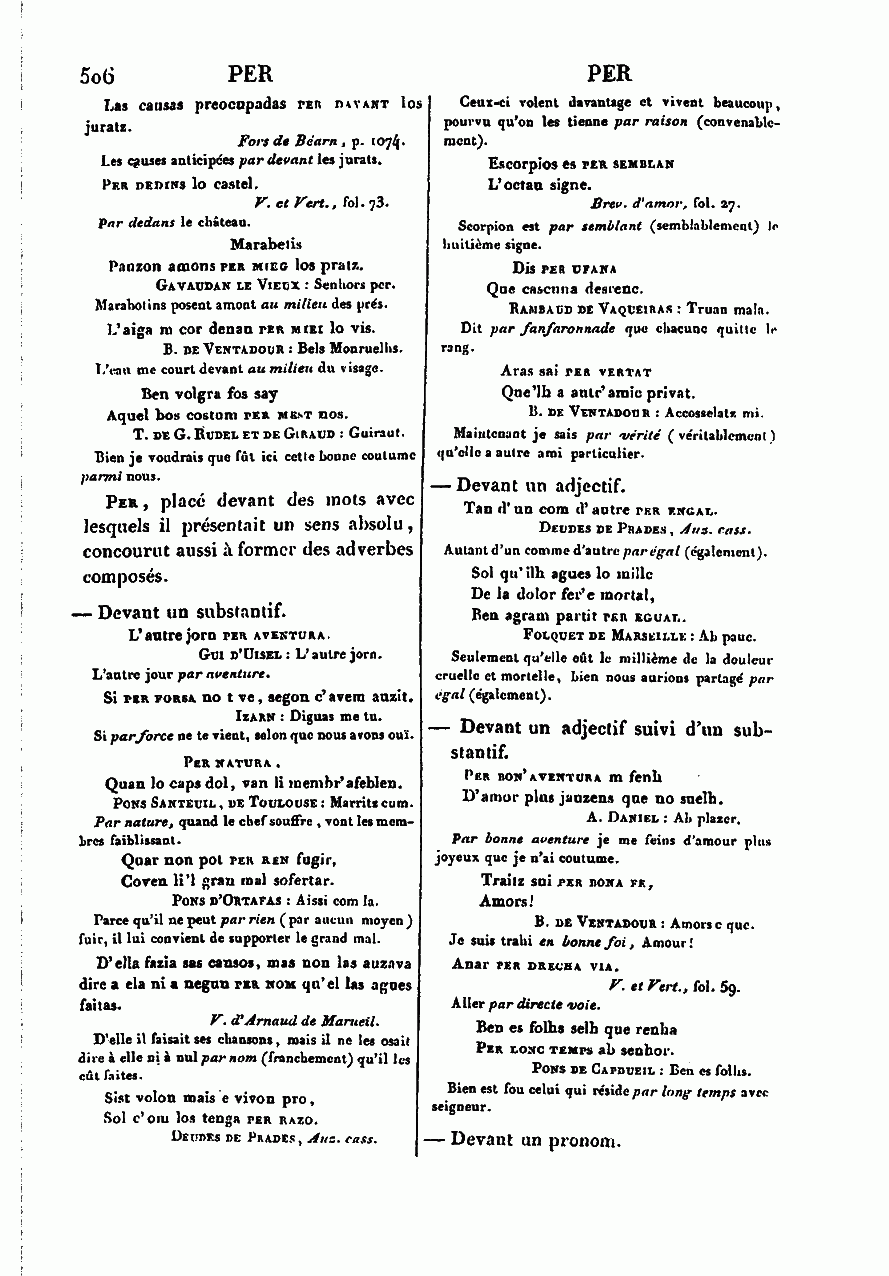 506 PER PER
Las causas preocupadas PER DAVANT los
juratz.
Fors de Béarn, p. 1074.
Les causes anticipées par devant les jurats.
PER DEDINS lo castel.
V. et Vert., fol. 73.
Par dedans le château.
Marabetis
Panzon amons PER MIEG los pratz.
GAVAUDAN LE VIEUX : Senhors per.
Marabotins posent amont au milieu des prés.
L'aiga m cor denan PER MIEI lo vis.
B. DE VENTADOUR : Bels Monruelhs.
L'eau me court devant au milieu du visage.
Ben volgra fos say
Aquel bos costom PER MENT nos.
T. DE G. RUDEL ET DE GIRAUD : Guiraut.
Bien je voudrais que fût ici cette bonne coutume
parmi nous.
PER, placé devant des mots avec
lesquels il présentait un sens absolu,
concourut aussi à former des adverbes
composés.
— Devant un substantif.
L'autre jorn PER AVENTURA.
GUI D'UISEL : L'autre jorn.
L'autre jour par aventure.
Si PER FORSA no t ve, segon c'avem auzit.
IZARN : Diguas me tu.
Si par force ne te vient, selon que nous avons ouï.
PER NATURA.
Quan lo caps dol, van li membr'afeblen.
PONS SANTEUIL, DE TOULOUSE : Marritz cum.
Par nature, quand le chef souffre, vont les mem-
bres faiblissant.
Quar non pot PER REN fugir,
Coven li'l gran mal sofertar.
PONS D'ORTAFAS : Aissi com la.
Parce qu'il ne peut par rien (par aucun moyen)
fuir, il lui convient de supporter le grand mal.
D'ella fazia sas cansos, mas non las auzava
dire a ela ni a negun PER NOM qu'el las agues
faitas.
V. d'Arnaud de Marueil.
D'elle il faisait ses chansons, mais il ne les osait
dire à elle ni à nul par nom (franchement) qu'il les
eût faites.
Sist volon mais e vivon pro,
Sol c'om los tenga PER RAZO.
DEUDES DE PRADES, Auz. cass.
Ceux-ci volent davantage et vivent beaucoup,
pourvu qu'on les tienne par raison (convenable-
ment).
Escorpios es PER SEMBLAN
L'octau signe.
Brev. d'amor, fol. 27.
Scorpion est par semblant (semblablement) le
huitième signe.
Dis PER UFANA
Que cascuna desrenc.
RAMBAUD DE VAQUEIRAS : Truan mala.
Dit par fanfaronnade que chacune quitte le
rang.
Aras sai PER VERTAT
Que'lh a autr'amic privat.
B. DE VENTADOUR : Accosselatz mi.
Maintenant je sais par vérité (véritablement)
qu'elle a autre ami particulier.
— Devant un adjectif.
Tan d'un com d'autre PER ENGAL.
DEUDES DE PRADES, Auz. cass.
Autant d'un comme d'autre par égal (également).
Sol qu'ilh agues lo mille
De la dolor fer'e mortal,
Ben agram partit PER EGUAL.
FOLQUET DE MARSEILLE : Ab pauc.
Seulement qu'elle eût le millième de la douleur
cruelle et mortelle, bien nous aurions partagé par
égal (également).
— Devant un adjectif suivi d'un sub-
stantif.
PER BON'AVENTURA m fenh
D'amor plus jauzens que no suelh.
A. DANIEL : Ab plazer.
Par bonne aventure je me feins d'amour plus
joyeux que je n'ai coutume.
Traitz sui PER BONA FE,
Amors!
B. DE VENTADOUR : Amors e que.
Je suis trahi en bonne foi, Amour!
Anar PER DRECHA VIA.
V. et Vert., fol. 59.
Aller par directe voie.
Ben es folhs selh que renha
PER LONC TEMPS ab senhor.
PONS DE CAPDUEIL : Ben es folhs.
Bien est fou celui qui réside par long temps avec
seigneur.
— Devant un pronom.